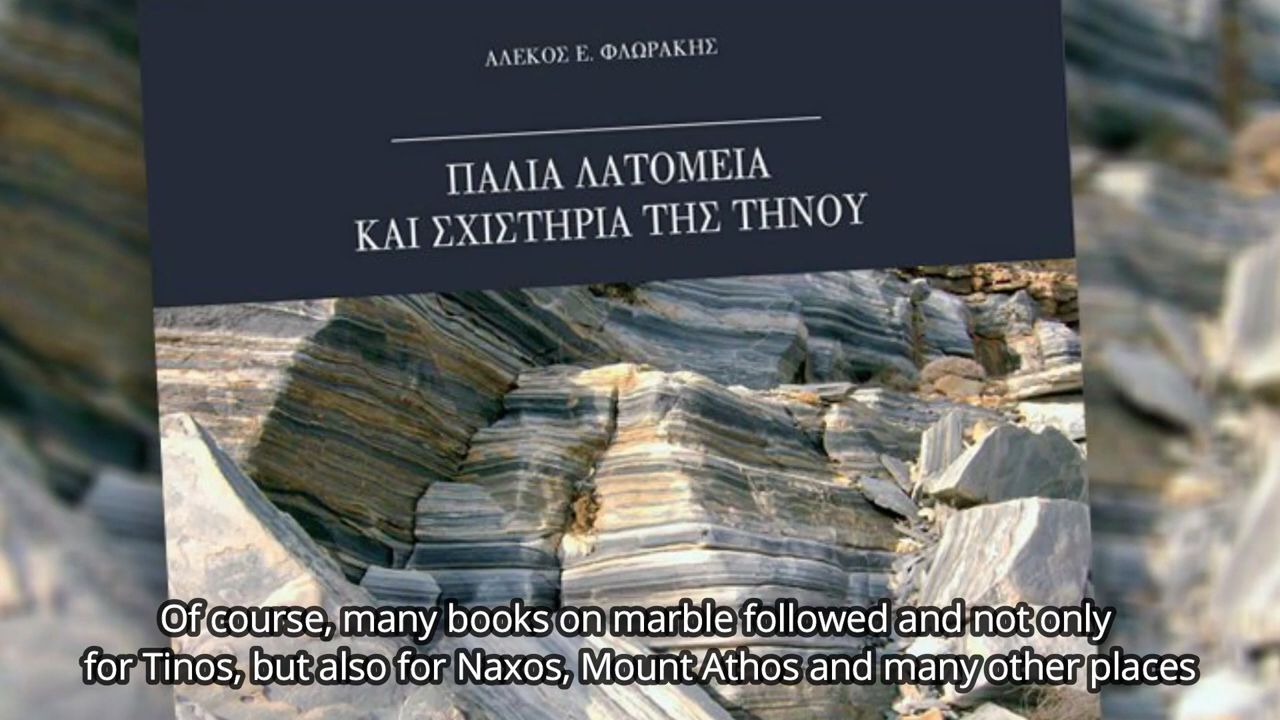 ΑΛΕΚΟΣ Ε. ΦΛΩΡΑΚΗΣ
ΠΑΛΙΑ ΛΑΤΟΜΕΙΑ
ΚΑΙ ΣΧΙΣΤΗΡΙΑ ΤΗΣ ΤΗΝΟΥ
Of course, many books on marble followed and not only
for Tinos, but also for Naxos, Mount Athos and many other places